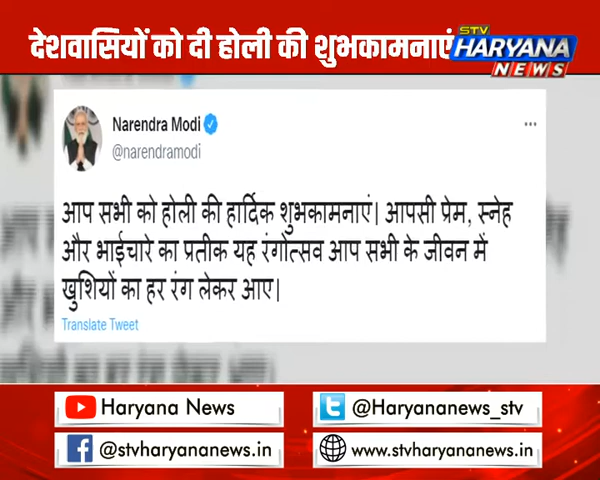 देशवासियों को दी होली की शुभकामनाएं
STV
HARYANA
NEWS
Narendra Modi
@narendramodi
आप सभी को होली की हार्दिक शुभकामनाएं। आपसी प्रेम, स्नेह
और भाईचारे का प्रतीक यह रंगोत्सव आप सभी के जीवन में
खुशियों का हर रंग लेकर आए।
Translate Tweet
Haryana News
@Haryananews_stv
@stvharyananews.in
www.stvharyananews.in